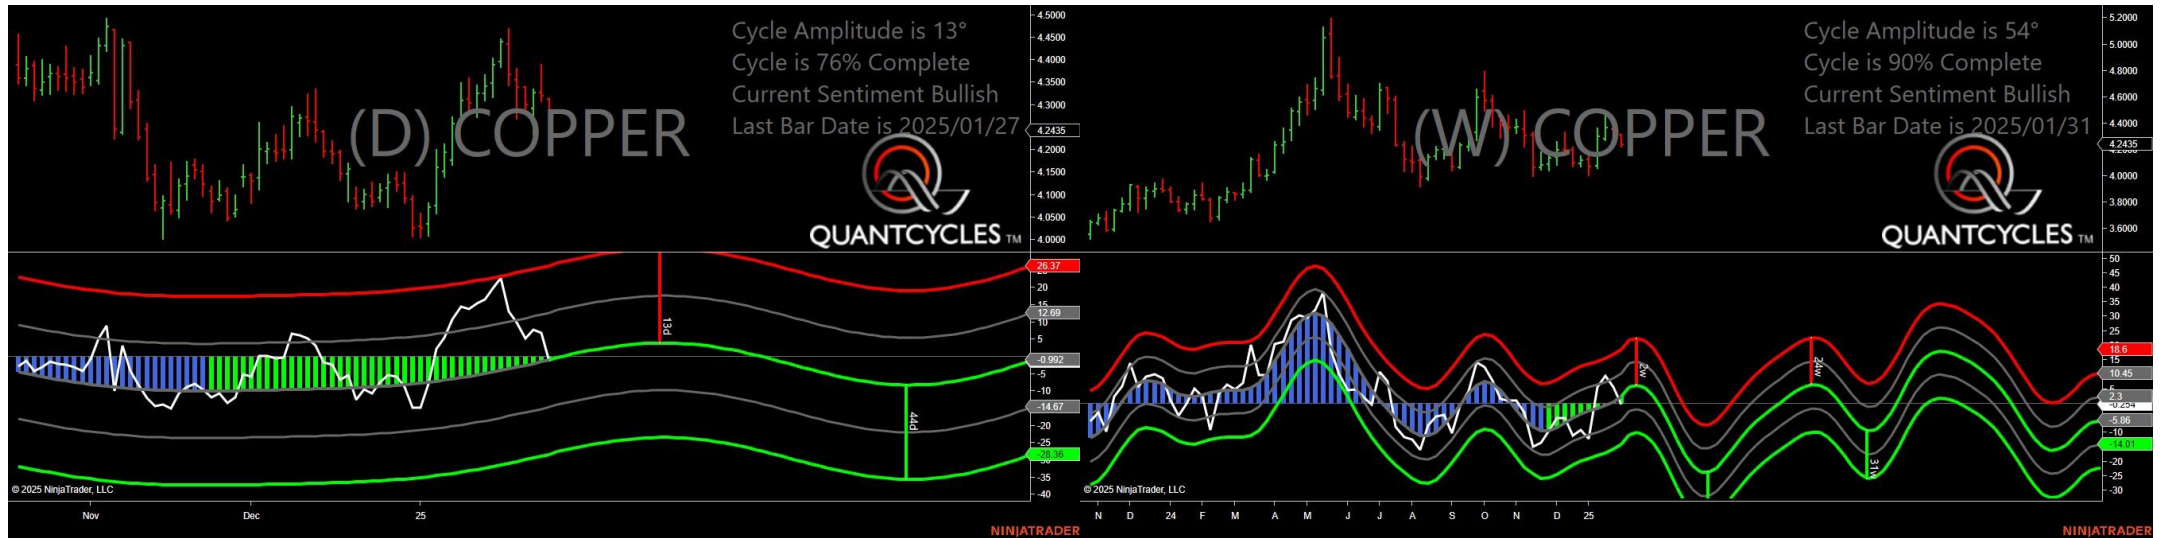 Cycle Amplitude is 13°
Cycle is 76% Complete
Current Sentiment Bullish
Last Bar Date is 2025/01/27
(D) COPPER
QUANTCYCLES TM
4.5000
4.4500
4.4000
4.3500
4.3000
4.2435
4.2000
4.1500
4.1000
4.0500
4.0000
26.37
20
15
12.69
10
-0.992
-5
-10
-14.67
-20
-25
-28.36
-35
-40
13d
44d
© 2025 NinjaTrader, LLC
Nov
Dec
25
NINJATRADER
Cycle Amplitude is 54°
Cycle is 90% Complete
Current Sentiment Bullish
Last Bar Date is 2025/01/31
(W) COPPER
QUANTCYCLES TM
5.2000
5.0000
4.8000
4.6000
4.4000
4.2435
4.0000
3.8000
3.6000
50
45
40
35
30
25
18.6
15
10.45
5
2.3
-0.254
-5.86
-10
-14.01
-20
-25
-30
2w
24w
31w
© 2025 NinjaTrader, LLC
N D 24 F M A M J J A S O N D 25
NINJATRADER